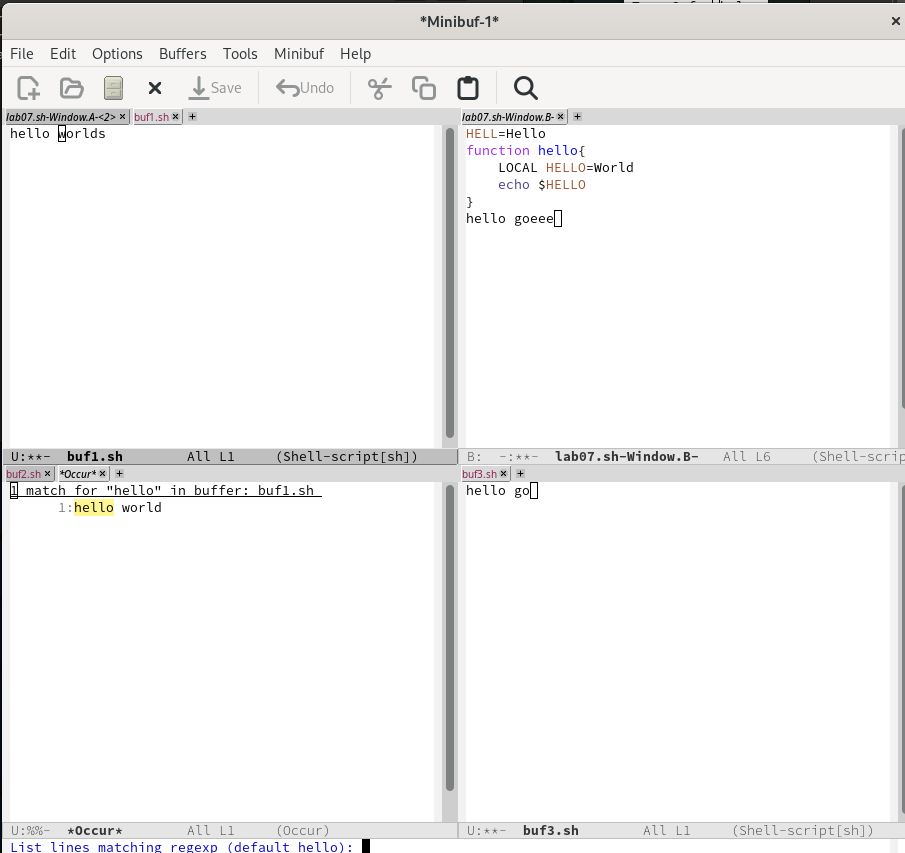 *Minibuf-1*
File Edit Options Buffers Tools Minibuf Help
Save Undo
lab07.sh-Window.A-<2> buf1.sh
hello worlds
U:**- buf1.sh All L1 (Shell-script[sh])
lab07.sh-Window.B-
HELL=Hello
function hello{
    LOCAL HELLO=World
    echo $HELLO
}
hello goeee
B: -:**- lab07.sh-Window.B- All L6 (Shell-scrip
buf2.sh *Occur*
1 match for "hello" in buffer: buf1.sh
      1:hello world
U:%%- *Occur* All L1 (Occur)
buf3.sh
hello go
U:**- buf3.sh All L1 (Shell-script[sh])
List lines matching regexp (default hello):